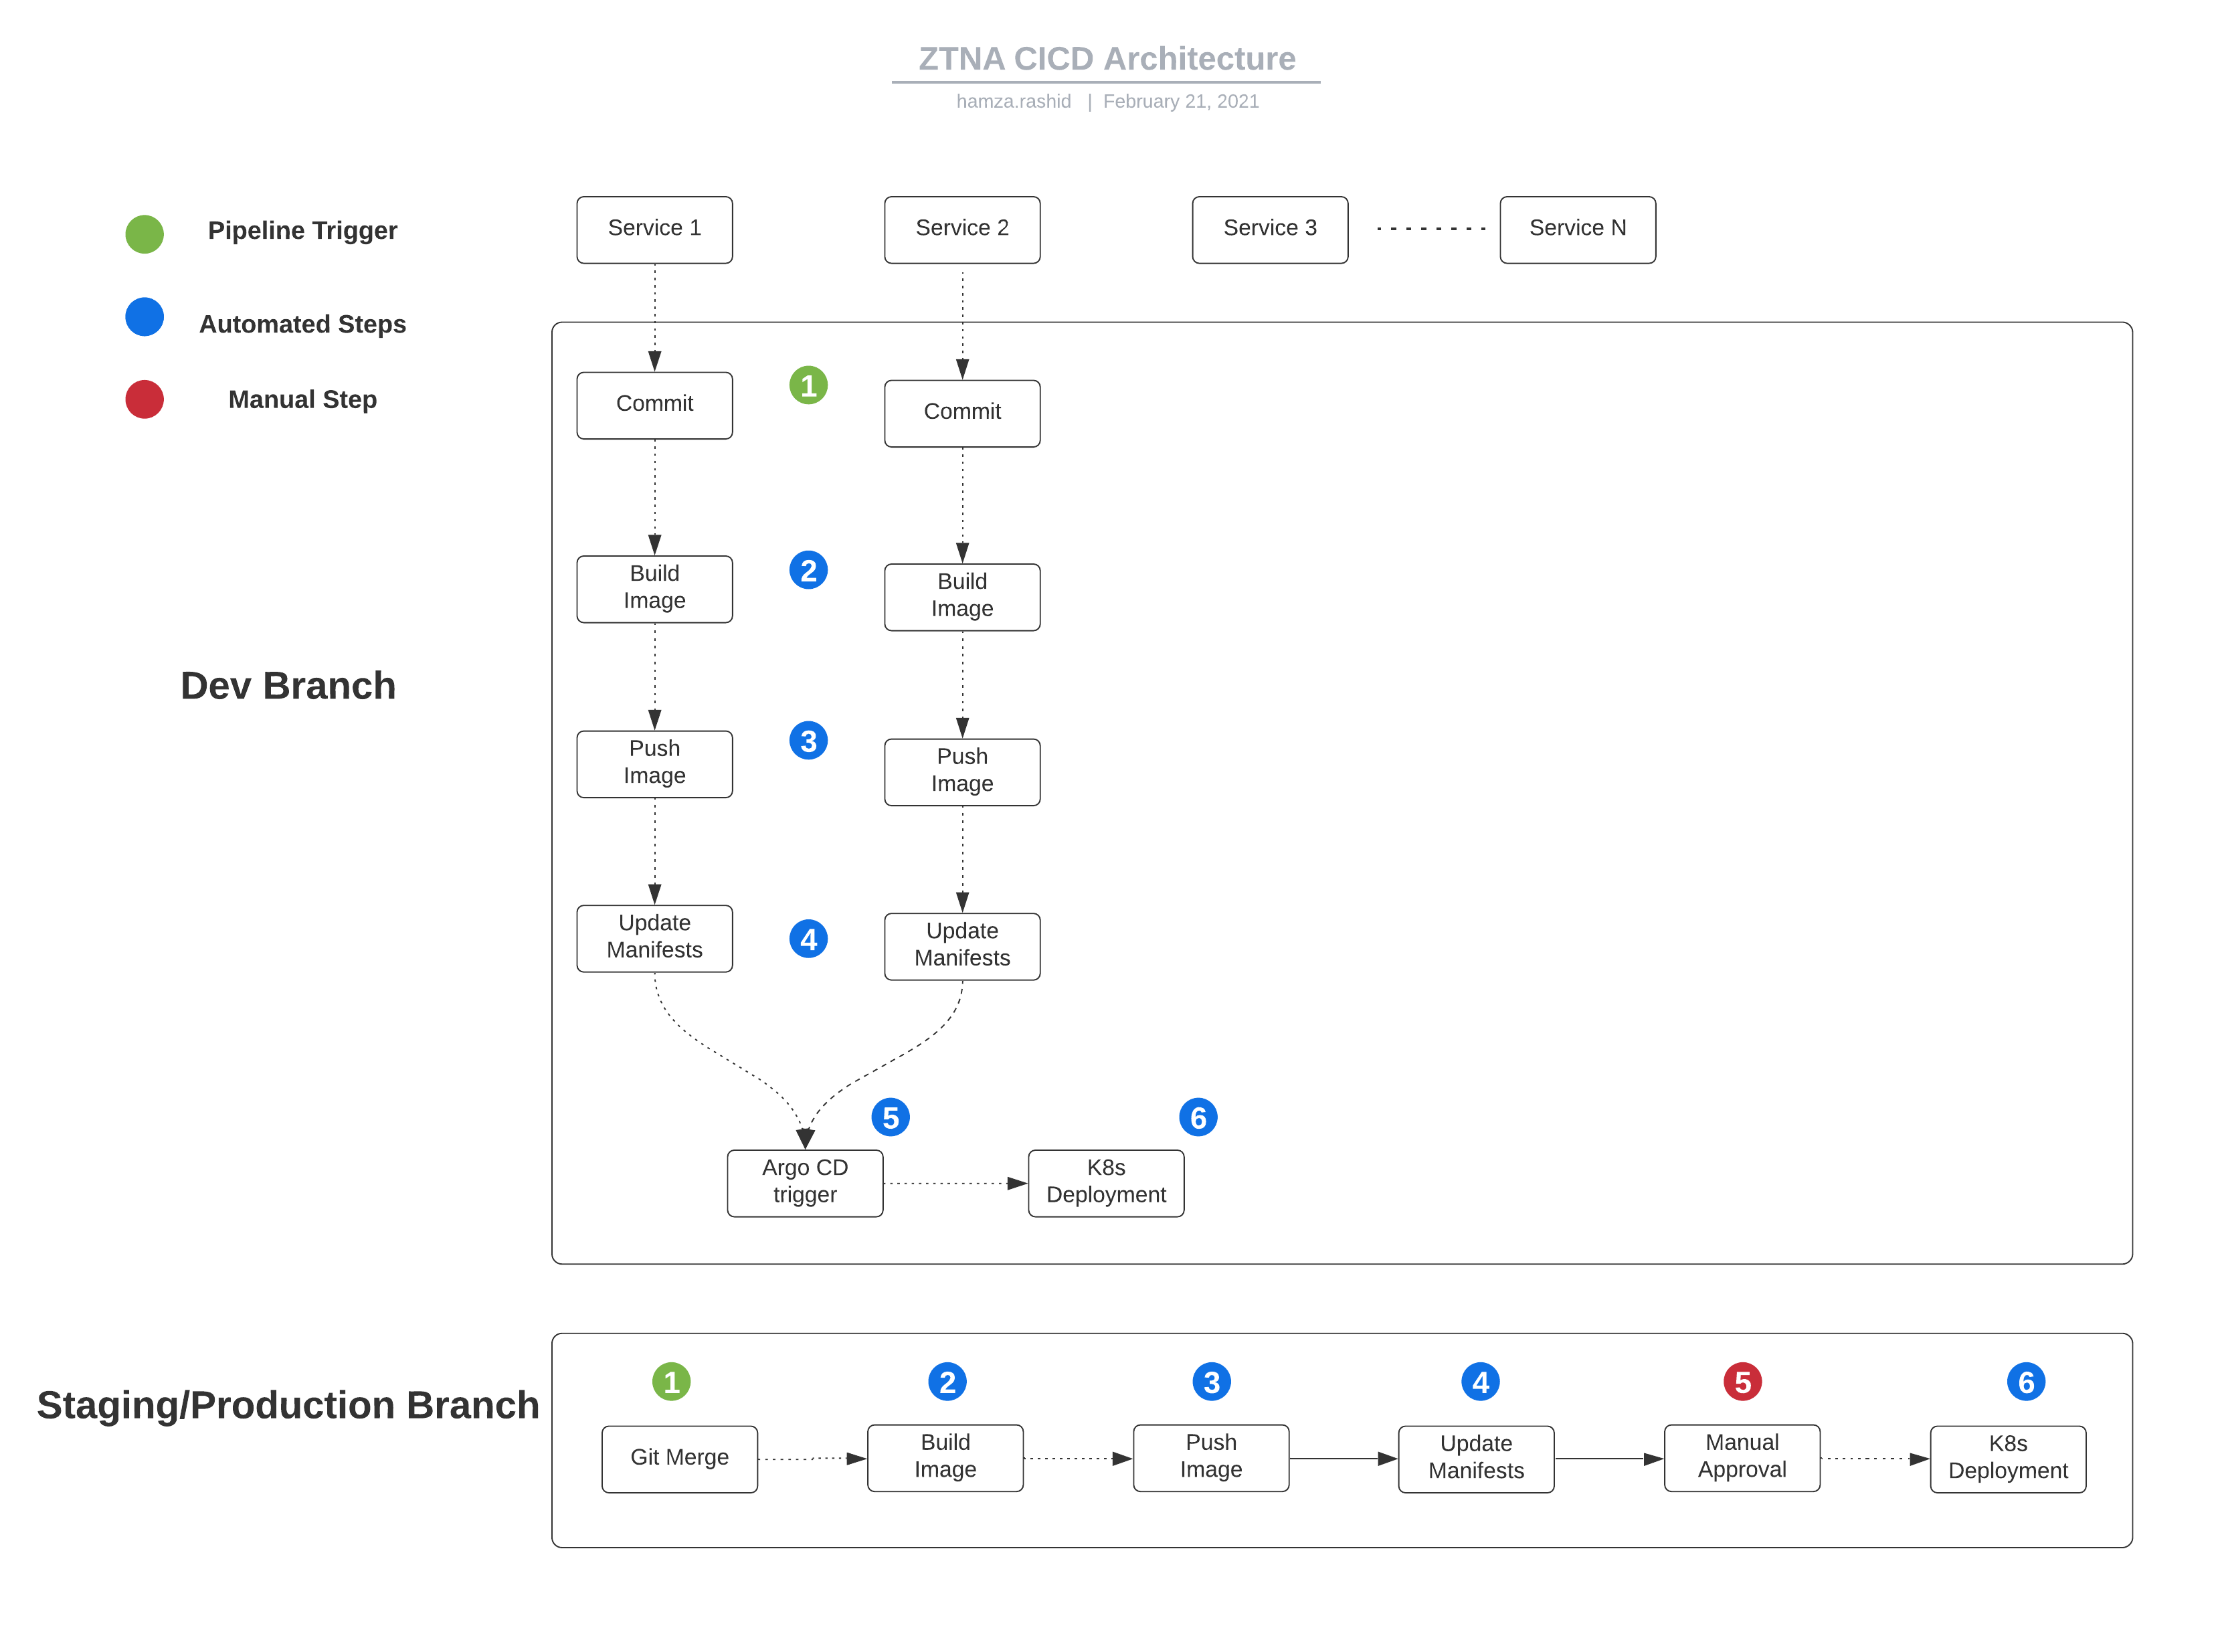 ZTNA CICD Architecture
hamza.rashid | February 21, 2021
Pipeline Trigger
Automated Steps
Manual Step
Service 1
Service 2
Service 3
Service N
Dev Branch
Commit
1
Commit
Build
Image
2
Build
Image
Push
Image
3
Push
Image
Update
Manifests
4
Update
Manifests
5
6
Argo CD
trigger
K8s
Deployment
Staging/Production Branch
1
2
3
4
5
6
Git Merge
Build
Image
Push
Image
Update
Manifests
Manual
Approval
K8s
Deployment